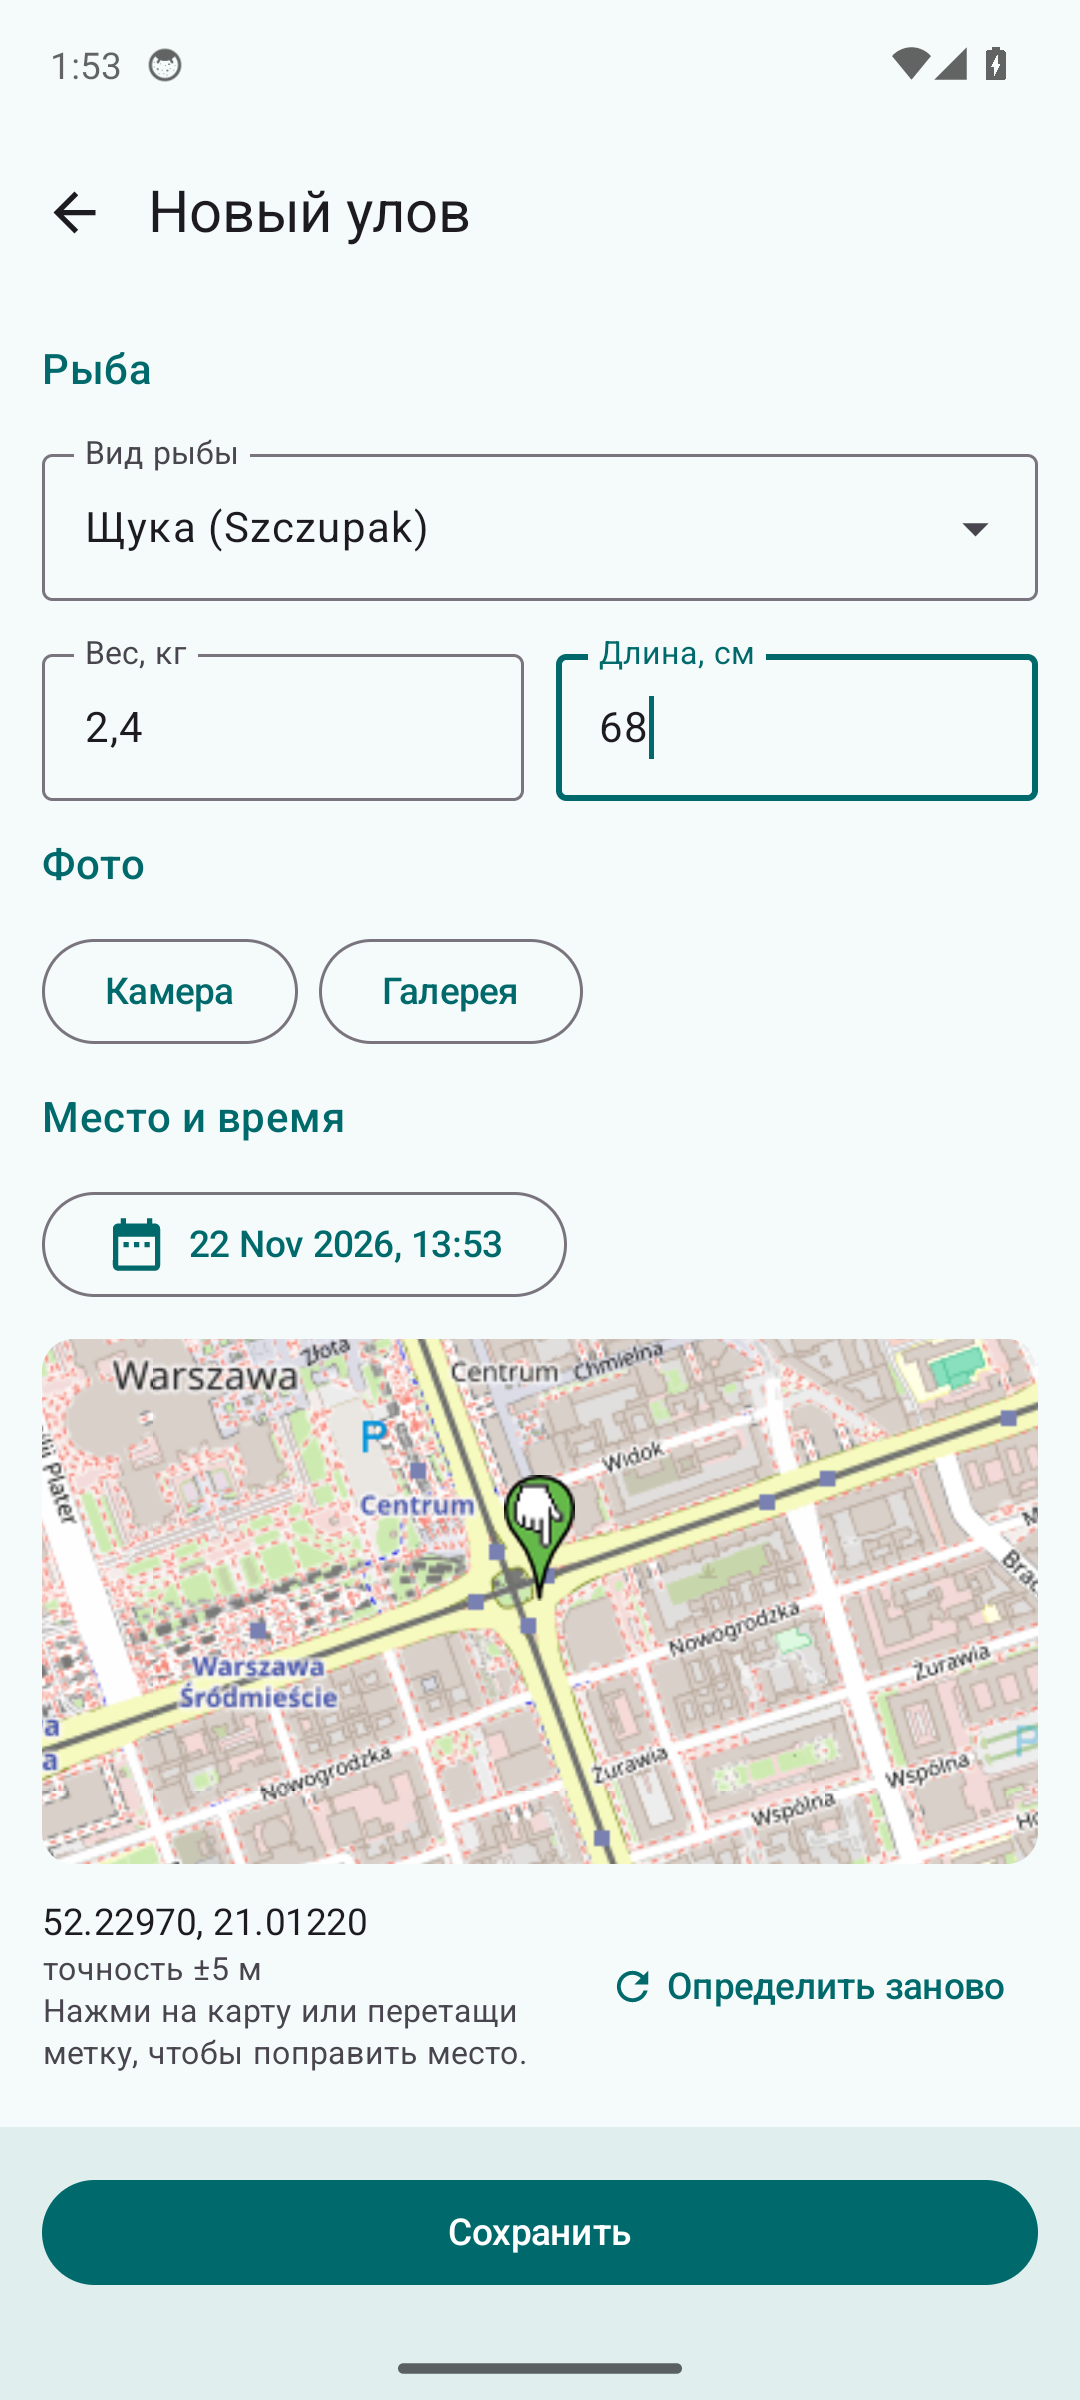 1:53
Новый улов
Рыба
Вид рыбы
Щука (Szczupak)
Вес, кг
Длина, см
2,4
68
Фото
Камера
Галерея
Место и время
22 Nov 2026, 13:53
Warszawa
Złota
Centrum
Chmielna
P
Widok
Plater
Centrum
Nowogrodzka
Żurawia
Warszawa
Śródmieście
Nowogrodzka
Żurawia
Wspólna
Wspólna
P
52.22970, 21.01220
точность ±5 м
Нажми на карту или перетащи
метку, чтобы поправить место.
Определить заново
Сохранить